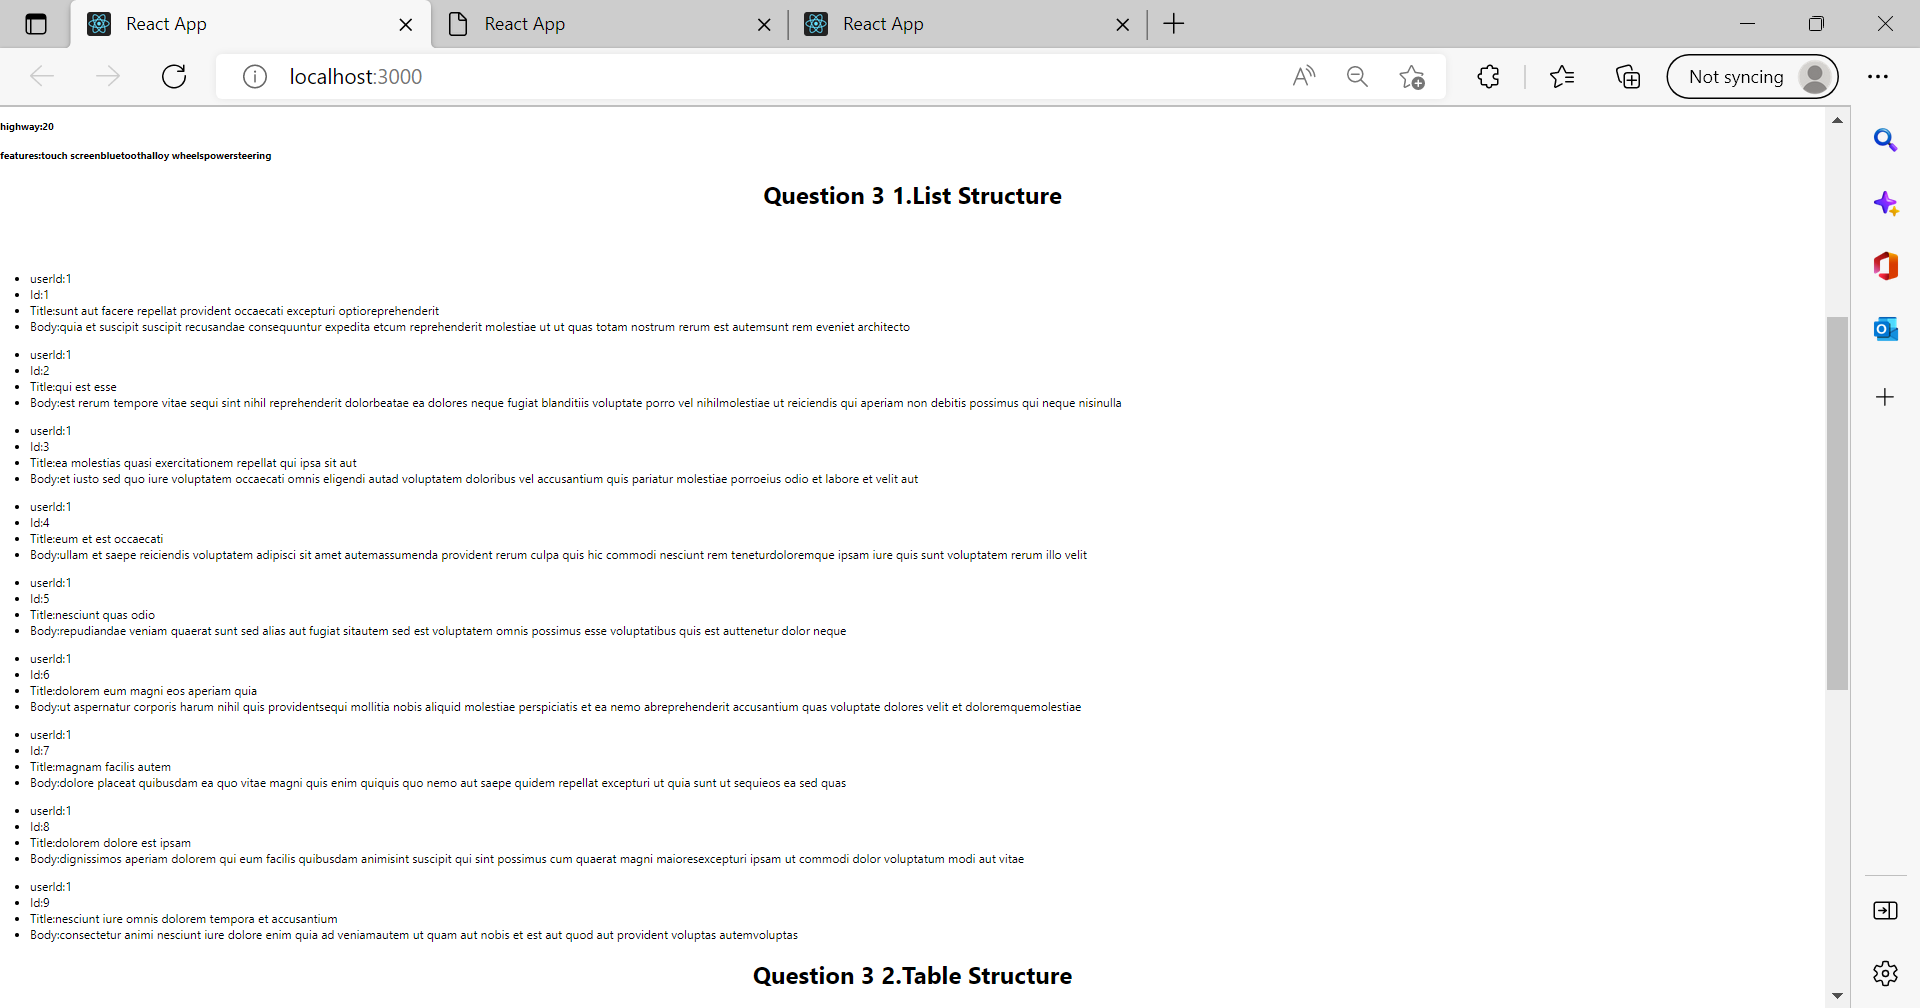 React App
React App
React App
localhost:3000
Not syncing
highway:20
features:touch screenbluetoothalloy wheelspowersteering
Question 3 1.List Structure
userId:1
Id:1
Title:sunt aut facere repellat provident occaecati excepturi optioreprehenderit
Body:quia et suscipit suscipit recusandae consequuntur expedita etcum reprehenderit molestiae ut ut quas totam nostrum rerum est autemsunt rem eveniet architecto
userId:1
Id:2
Title:qui est esse
Body:est rerum tempore vitae sequi sint nihil reprehenderit dolorbeatae ea dolores neque fugiat blanditiis voluptate porro vel nihilmolestiae ut reiciendis qui aperiam non debitis possimus qui neque nisinulla
userId:1
Id:3
Title:ea molestias quasi exercitationem repellat qui ipsa sit aut
Body:et iusto sed quo iure voluptatem occaecati omnis eligendi autad voluptatem doloribus vel accusantium quis pariatur molestiae porroeius odio et labore et velit aut
userId:1
Id:4
Title:eum et est occaecati
Body:ullam et saepe reiciendis voluptatem adipisci sit amet autemassumenda provident rerum culpa quis hic commodi nesciunt rem teneturdoloremque ipsam iure quis sunt voluptatem rerum illo velit
userId:1
Id:5
Title:nesciunt quas odio
Body:repudiandae veniam quaerat sunt sed alias aut fugiat sitautem sed est voluptatem omnis possimus esse voluptatibus quis est auttenetur dolor neque
userId:1
Id:6
Title:dolorem eum magni eos aperiam quia
Body:ut aspernatur corporis harum nihil quis providentsequi mollitia nobis aliquid molestiae perspiciatis et ea nemo abreprehenderit accusantium quas voluptate dolores velit et doloremquemolestiae
userId:1
Id:7
Title:magnam facilis autem
Body:dolore placeat quibusdam ea quo vitae magni quis enim quiquis quo nemo aut saepe quidem repellat excepturi ut quia sunt ut sequieos ea sed quas
userId:1
Id:8
Title:dolorem dolore est ipsam
Body:dignissimos aperiam dolorem qui eum facilis quibusdam animisint suscipit qui sint possimus cum quaerat magni maioresexcepturi ipsam ut commodi dolor voluptatum modi aut vitae
userId:1
Id:9
Title:nesciunt iure omnis dolorem tempora et accusantium
Body:consectetur animi nesciunt iure dolore enim quia ad veniamautem ut quam aut nobis et est aut quod aut provident voluptas autemvoluptas
Question 3 2.Table Structure